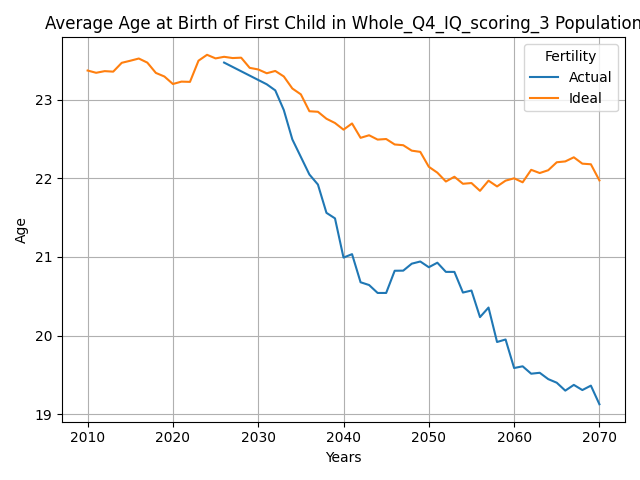 Average Age at Birth of First Child in Whole_Q4_IQ_scoring_3 Population
Fertility
Actual
Ideal
Age
23
22
21
20
19
2010 2020 2030 2040 2050 2060 2070
Years